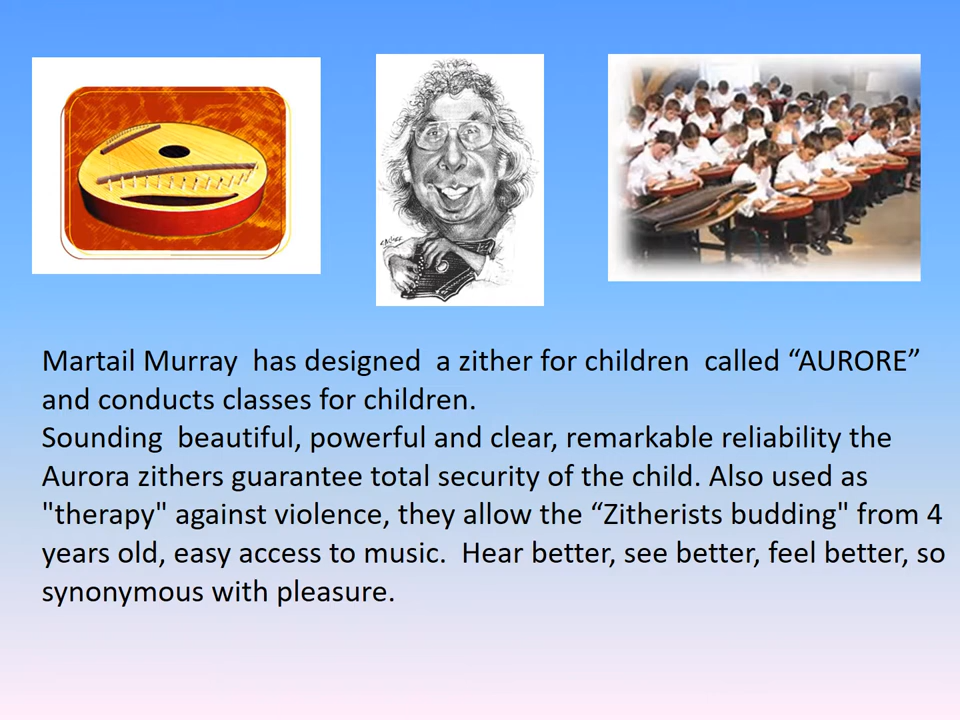 Martail Murray  has designed  a zither for children  called “AURORE”
and conducts classes for children.
Sounding  beautiful, powerful and clear, remarkable reliability the
Aurora zithers guarantee total security of the child. Also used as
"therapy" against violence, they allow the “Zitherists budding" from 4
years old, easy access to music.  Hear better, see better, feel better, so
synonymous with pleasure.